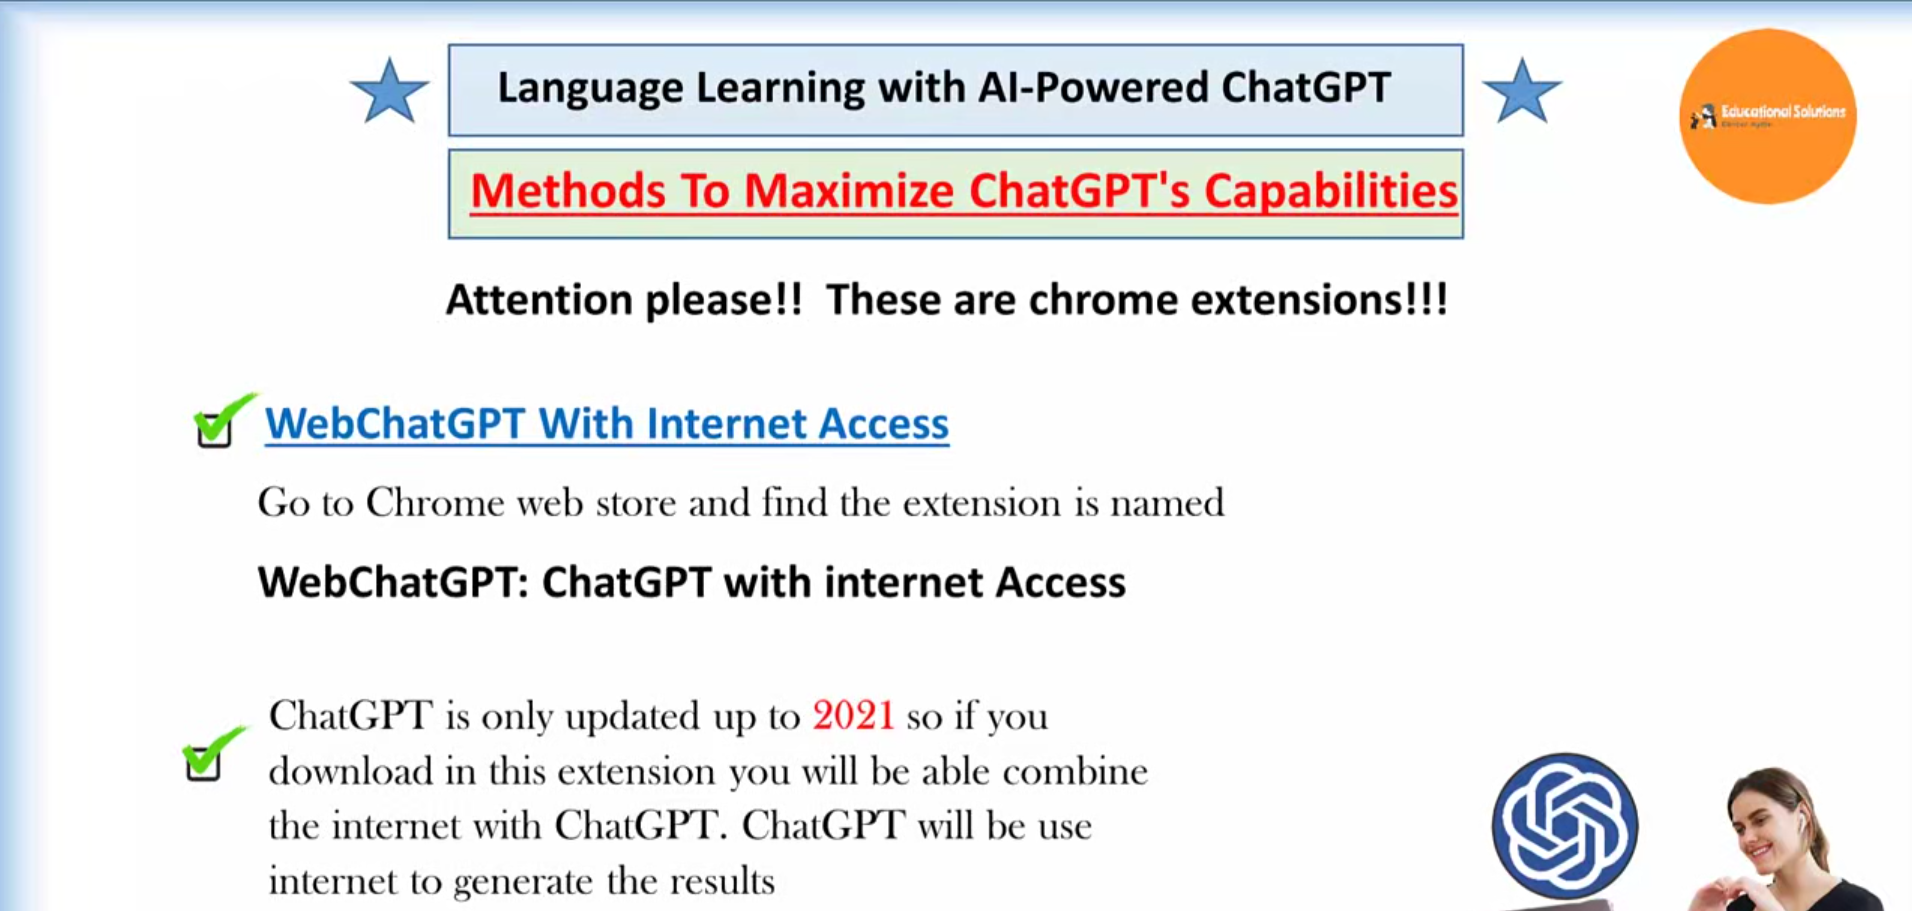 Language Learning with AI-Powered ChatGPT
Educational Solutions
Methods To Maximize ChatGPT's Capabilities
Attention please!! These are chrome extensions!!!
WebChatGPT With Internet Access
Go to Chrome web store and find the extension is named
WebChatGPT: ChatGPT with internet Access
ChatGPT is only updated up to 2021 so if you
download in this extension you will be able combine
the internet with ChatGPT. ChatGPT will be use
internet to generate the results